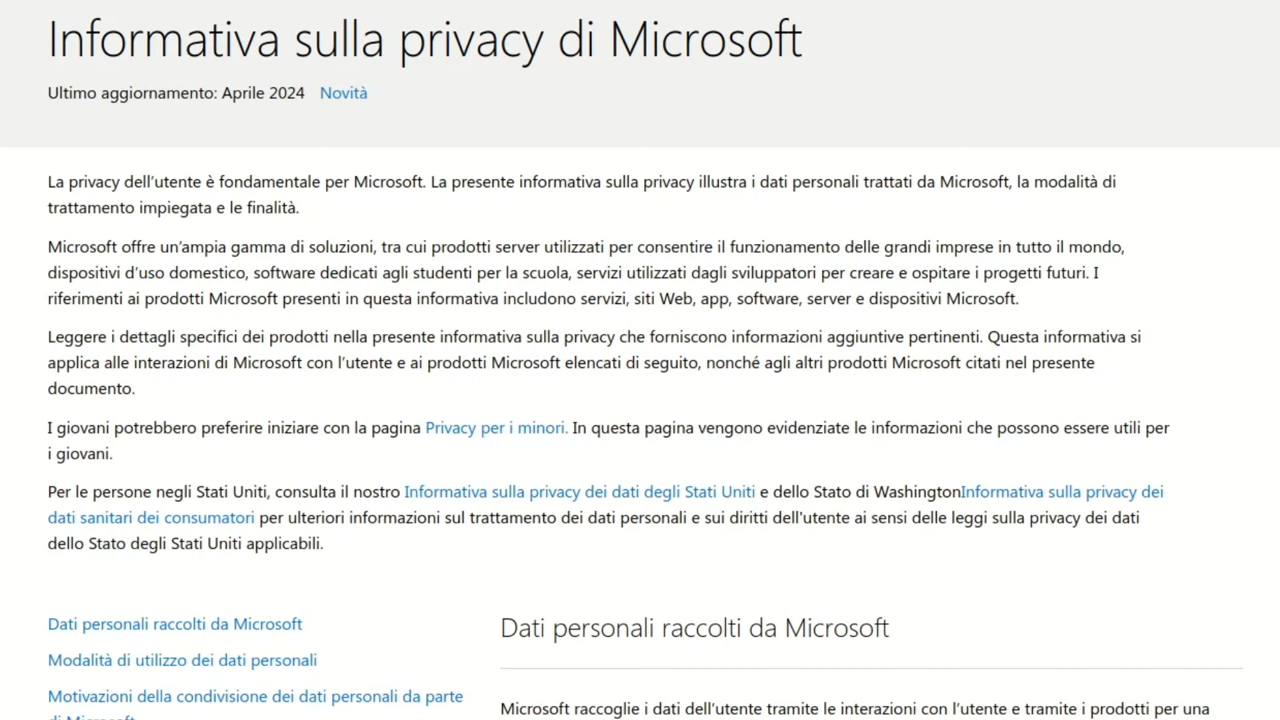 Informativa sulla privacy di Microsoft
Ultimo aggiornamento: Aprile 2024 Novità
La privacy dell'utente è fondamentale per Microsoft. La presente informativa sulla privacy illustra i dati personali trattati da Microsoft, la modalità di
trattamento impiegata e le finalità.
Microsoft offre un'ampia gamma di soluzioni, tra cui prodotti server utilizzati per consentire il funzionamento delle grandi imprese in tutto il mondo,
dispositivi d'uso domestico, software dedicati agli studenti per la scuola, servizi utilizzati dagli sviluppatori per creare e ospitare i progetti futuri. I
riferimenti ai prodotti Microsoft presenti in questa informativa includono servizi, siti Web, app, software, server e dispositivi Microsoft.
Leggere i dettagli specifici dei prodotti nella presente informativa sulla privacy che forniscono informazioni aggiuntive pertinenti. Questa informativa si
applica alle interazioni di Microsoft con l'utente e ai prodotti Microsoft elencati di seguito, nonché agli altri prodotti Microsoft citati nel presente
documento.
I giovani potrebbero preferire iniziare con la pagina Privacy per i minori. In questa pagina vengono evidenziate le informazioni che possono essere utili per
i giovani.
Per le persone negli Stati Uniti, consulta il nostro Informativa sulla privacy dei dati degli Stati Uniti e dello Stato di WashingtonInformativa sulla privacy dei
dati sanitari dei consumatori per ulteriori informazioni sul trattamento dei dati personali e sui diritti dell'utente ai sensi delle leggi sulla privacy dei dati
dello Stato degli Stati Uniti applicabili.
Dati personali raccolti da Microsoft
Modalità di utilizzo dei dati personali
Motivazioni della condivisione dei dati personali da parte
di Microsoft
Dati personali raccolti da Microsoft
Microsoft raccoglie i dati dell'utente tramite le interazioni con l'utente e tramite i prodotti per una